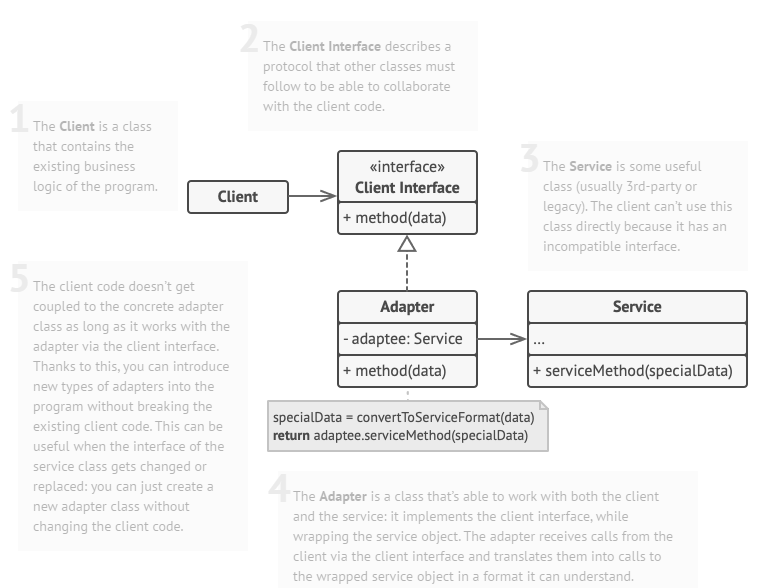 2
The Client Interface describes a
protocol that other classes must
follow to be able to collaborate
with the client code.
1
The Client is a class
that contains the
existing business
logic of the program.
Client
«interface»
Client Interface
+ method(data)
3
The Service is some useful
class (usually 3rd-party or
legacy). The client can't use this
class directly because it has an
incompatible interface.
5
The client code doesn't get
coupled to the concrete adapter
class as long as it works with the
adapter via the client interface.
Thanks to this, you can introduce
new types of adapters into the
program without breaking the
existing client code. This can be
useful when the interface of the
service class gets changed or
replaced: you can just create a
new adapter class without
changing the client code.
Adapter
- adaptee: Service
+ method(data)
Service
...
+ serviceMethod(specialData)
specialData = convertToServiceFormat(data)
return adaptee.serviceMethod(specialData)
4
The Adapter is a class that's able to work with both the client
and the service: it implements the client interface, while
wrapping the service object. The adapter receives calls from the
client via the client interface and translates them into calls to
the wrapped service object in a format it can understand.